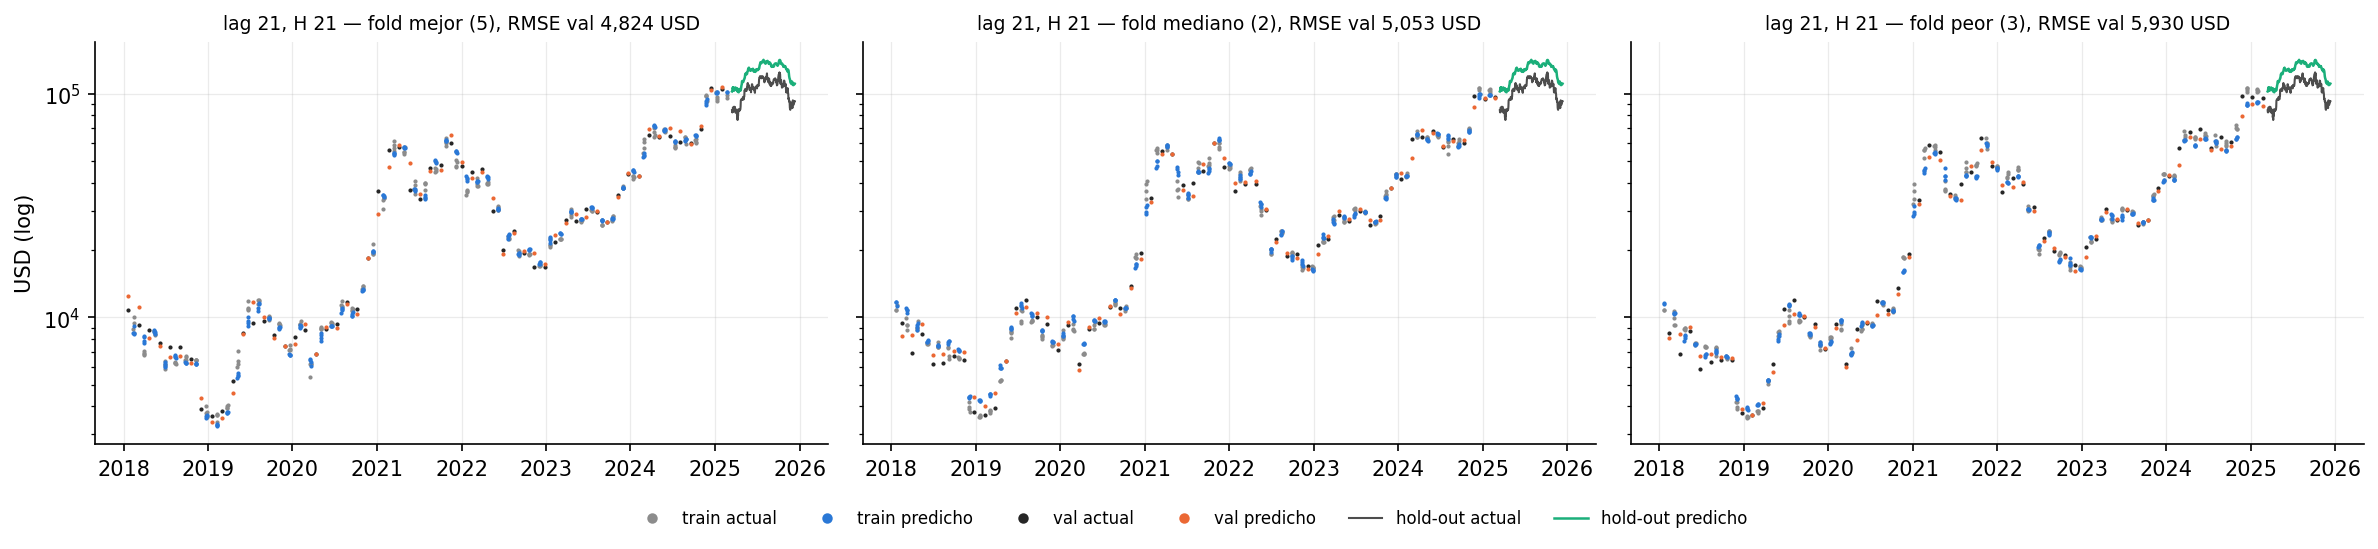 lag 21, H 21 — fold mejor (5), RMSE val 4,824 USD
lag 21, H 21 — fold mediano (2), RMSE val 5,053 USD
lag 21, H 21 — fold peor (3), RMSE val 5,930 USD
USD (log)
10^5
10^4
2018 2019 2020 2021 2022 2023 2024 2025 2026
2018 2019 2020 2021 2022 2023 2024 2025 2026
2018 2019 2020 2021 2022 2023 2024 2025 2026
train actual train predicho val actual val predicho hold-out actual hold-out predicho